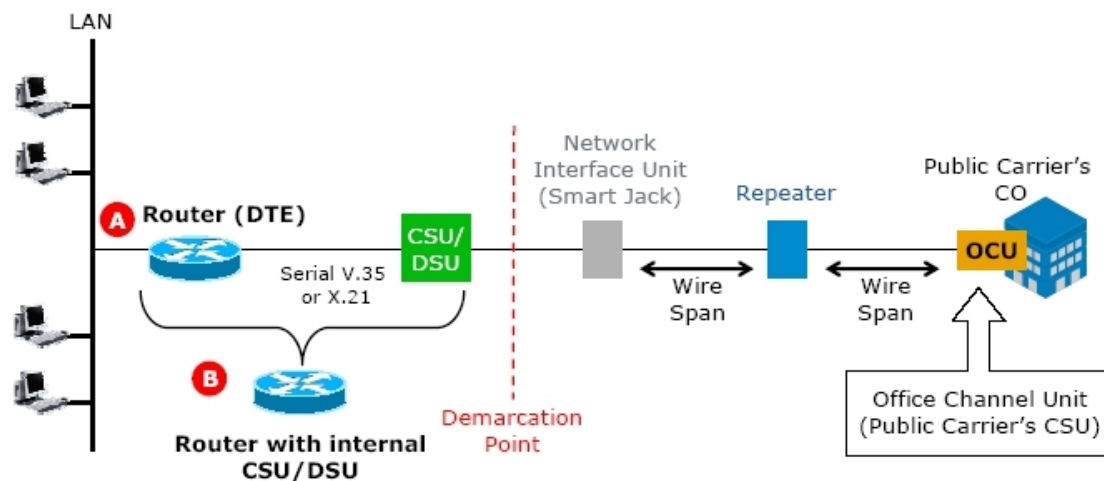 LAN
Network
Interface Unit
(Smart Jack)
Public Carrier's
CO
Repeater
A
Router (DTE)
CSU/
DSU
OCU
Serial V.35
or X.21
Wire
Span
Wire
Span
B
Router with internal
CSU/DSU
Demarcation
Point
Office Channel Unit
(Public Carrier's CSU)